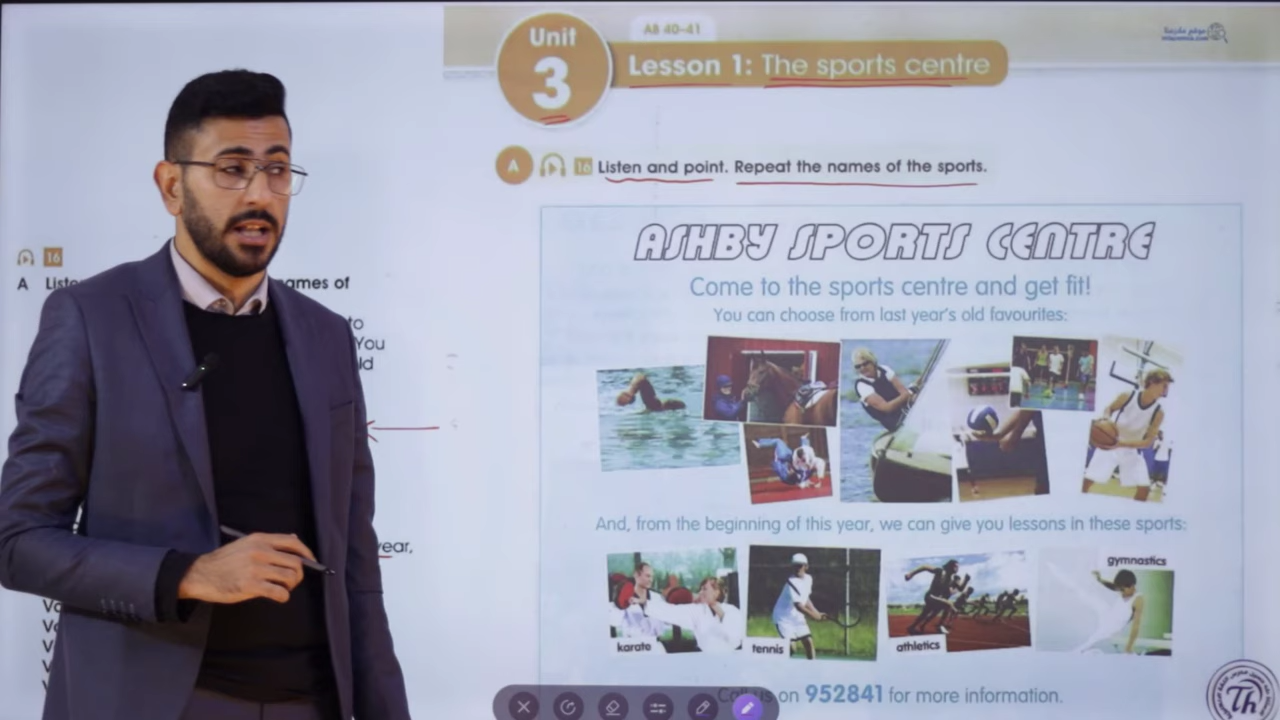 AB 40-41
Unit
3
Lesson 1: The sports centre
A 16 Listen and point. Repeat the names of the sports.
ASHBY SPORTS CENTRE
Come to the sports centre and get fit!
You can choose from last year's old favourites:
And, from the beginning of this year, we can give you lessons in these sports:
karate
tennis
athletics
gymnastics
Call us on 952841 for more information.
16
A
ames of
to
You
ld
year,
Th